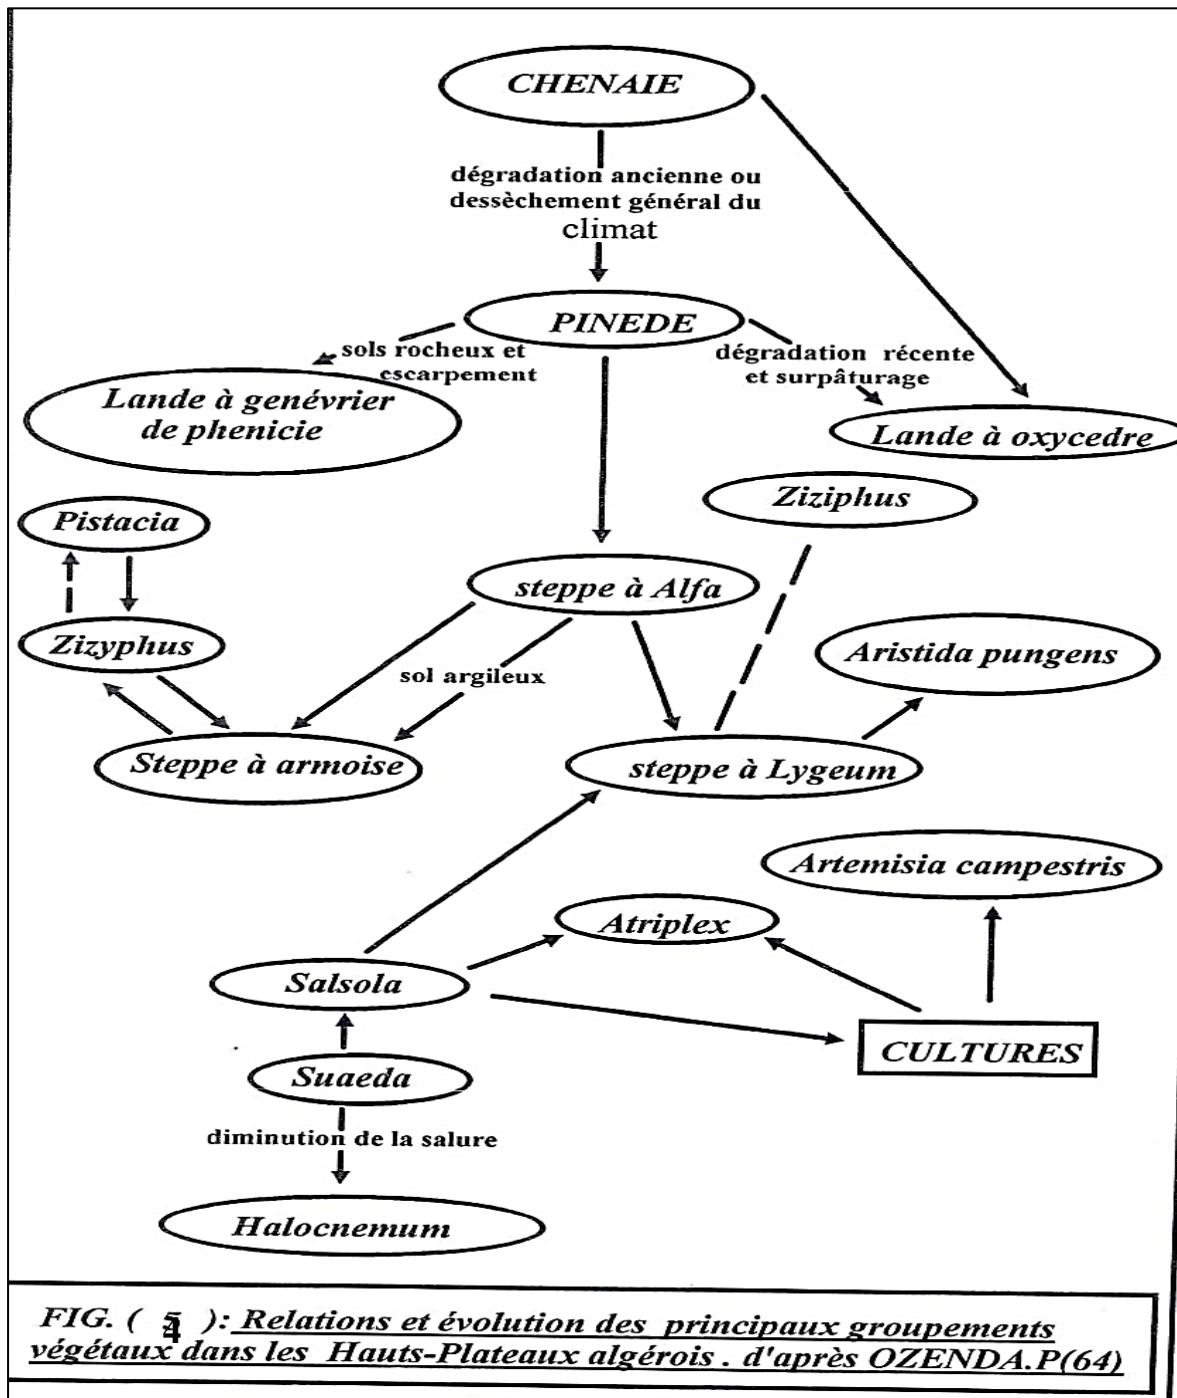 CHENAIE
dégradation ancienne ou
dessèchement général du
climat
PINEDE
sols rocheux et
escarpement
dégradation récente
et surpâturage
Lande à genévrier
de phenicie
Lande à oxycedre
Ziziphus
Pistacia
steppe à Alfa
Zizyphus
Aristida pungens
sol argileux
Steppe à armoise
steppe à Lygeum
Artemisia campestris
Atriplex
Salsola
CULTURES
Suaeda
diminution de la salure
Halocnemum
FIG. ( ): Relations et évolution des principaux groupements
végétaux dans les Hauts-Plateaux algérois . d'après OZENDA.P(64)